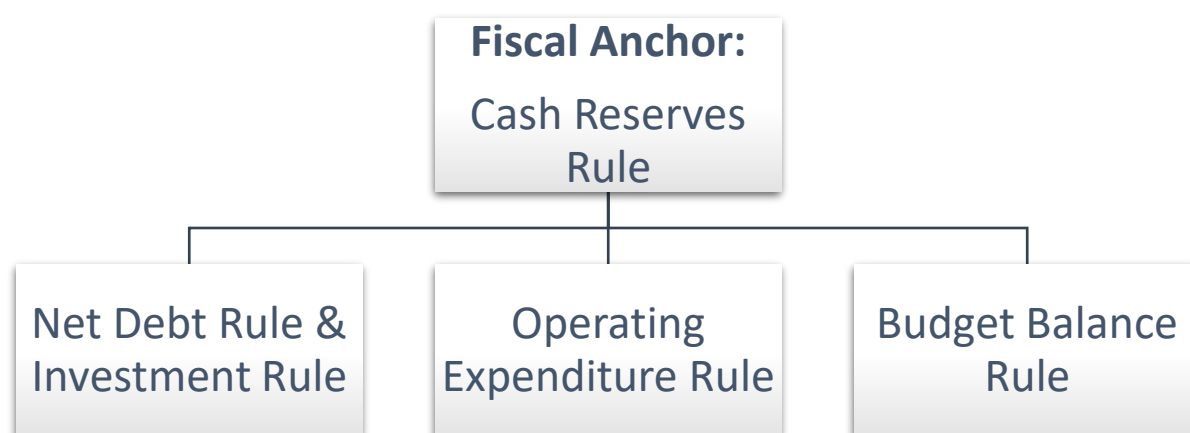 Fiscal Anchor:
Cash Reserves
Rule
Net Debt Rule &
Investment Rule
Operating
Expenditure Rule
Budget Balance
Rule